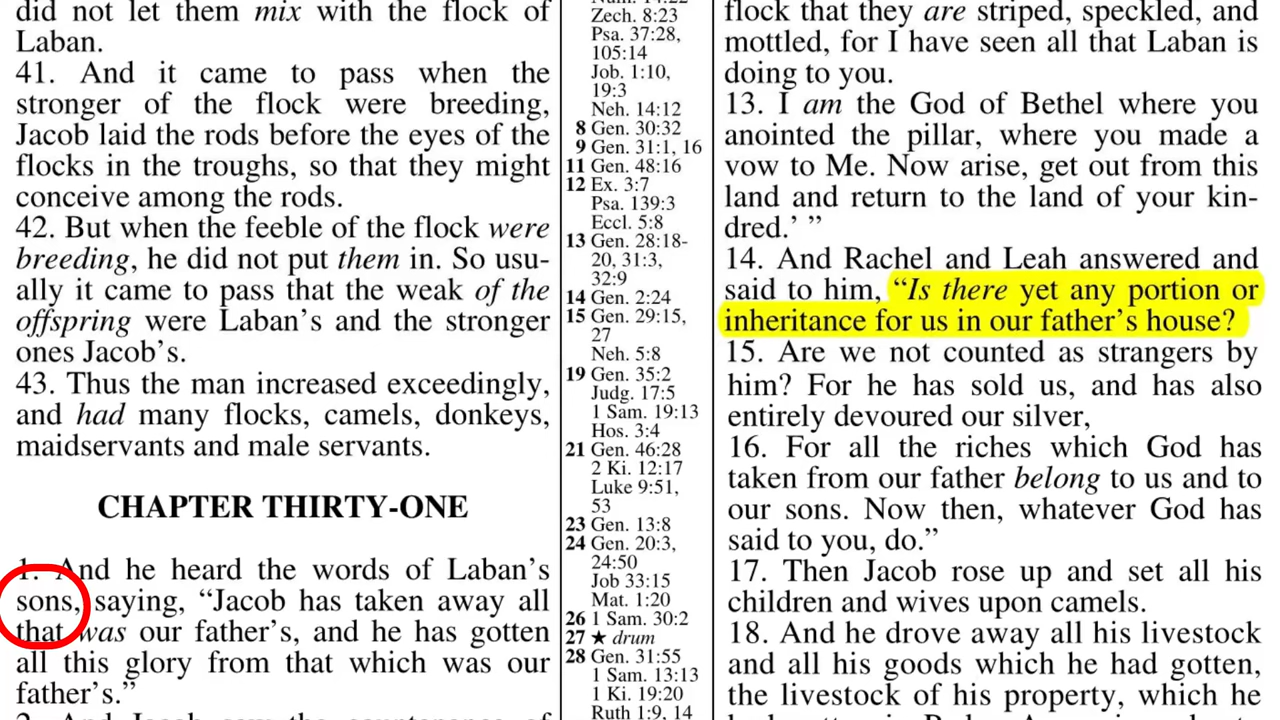 did not let them mix with the flock of
Laban.
41. And it came to pass when the
stronger of the flock were breeding,
Jacob laid the rods before the eyes of the
flocks in the troughs, so that they might
conceive among the rods.
42. But when the feeble of the flock were
breeding, he did not put them in. So usu-
ally it came to pass that the weak of the
offspring were Laban’s and the stronger
ones Jacob’s.
43. Thus the man increased exceedingly,
and had many flocks, camels, donkeys,
maidservants and male servants.
CHAPTER THIRTY-ONE
1. And he heard the words of Laban’s
sons, saying, “Jacob has taken away all
that was our father’s, and he has gotten
all this glory from that which was our
father’s.”
2. And Jacob saw the countenance of
Zech. 8:23
Psa. 37:28,
105:14
Job. 1:10,
19:3
Neh. 14:12
8 Gen. 30:32
9 Gen. 31:1, 16
11 Gen. 48:16
12 Ex. 3:7
Psa. 139:3
Eccl. 5:8
13 Gen. 28:18-
20, 31:3,
32:9
14 Gen. 2:24
15 Gen. 29:15,
27
Neh. 5:8
19 Gen. 35:2
Judg. 17:5
1 Sam. 19:13
Hos. 3:4
21 Gen. 46:28
2 Ki. 12:17
Luke 9:51,
53
23 Gen. 13:8
24 Gen. 20:3,
24:50
Job 33:15
Mat. 1:20
26 1 Sam. 30:2
27 ★ drum
28 Gen. 31:55
1 Sam. 13:13
1 Ki. 19:20
Ruth 1:9, 14
flock that they are striped, speckled, and
mottled, for I have seen all that Laban is
doing to you.
13. I am the God of Bethel where you
anointed the pillar, where you made a
vow to Me. Now arise, get out from this
land and return to the land of your kin-
dred.’ ”
14. And Rachel and Leah answered and
said to him, “Is there yet any portion or
inheritance for us in our father’s house?
15. Are we not counted as strangers by
him? For he has sold us, and has also
entirely devoured our silver,
16. For all the riches which God has
taken from our father belong to us and to
our sons. Now then, whatever God has
said to you, do.”
17. Then Jacob rose up and set all his
children and wives upon camels.
18. And he drove away all his livestock
and all his goods which he had gotten,
the livestock of his property, which he